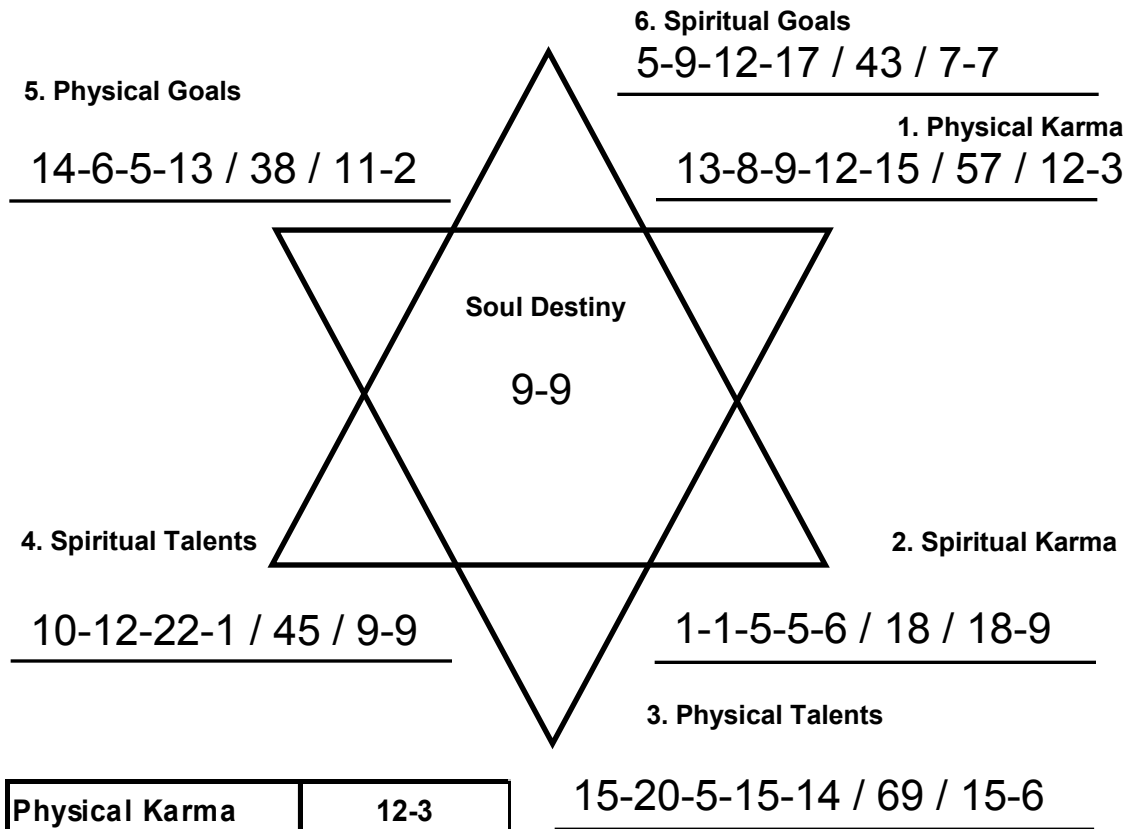 6. Spiritual Goals
5-9-12-17 / 43 / 7-7
5. Physical Goals
1. Physical Karma
14-6-5-13 / 38 / 11-2
13-8-9-12-15 / 57 / 12-3
Soul Destiny
9-9
4. Spiritual Talents
2. Spiritual Karma
10-12-22-1 / 45 / 9-9
1-1-5-5-6 / 18 / 18-9
3. Physical Talents
15-20-5-15-14 / 69 / 15-6
Physical Karma 12-3